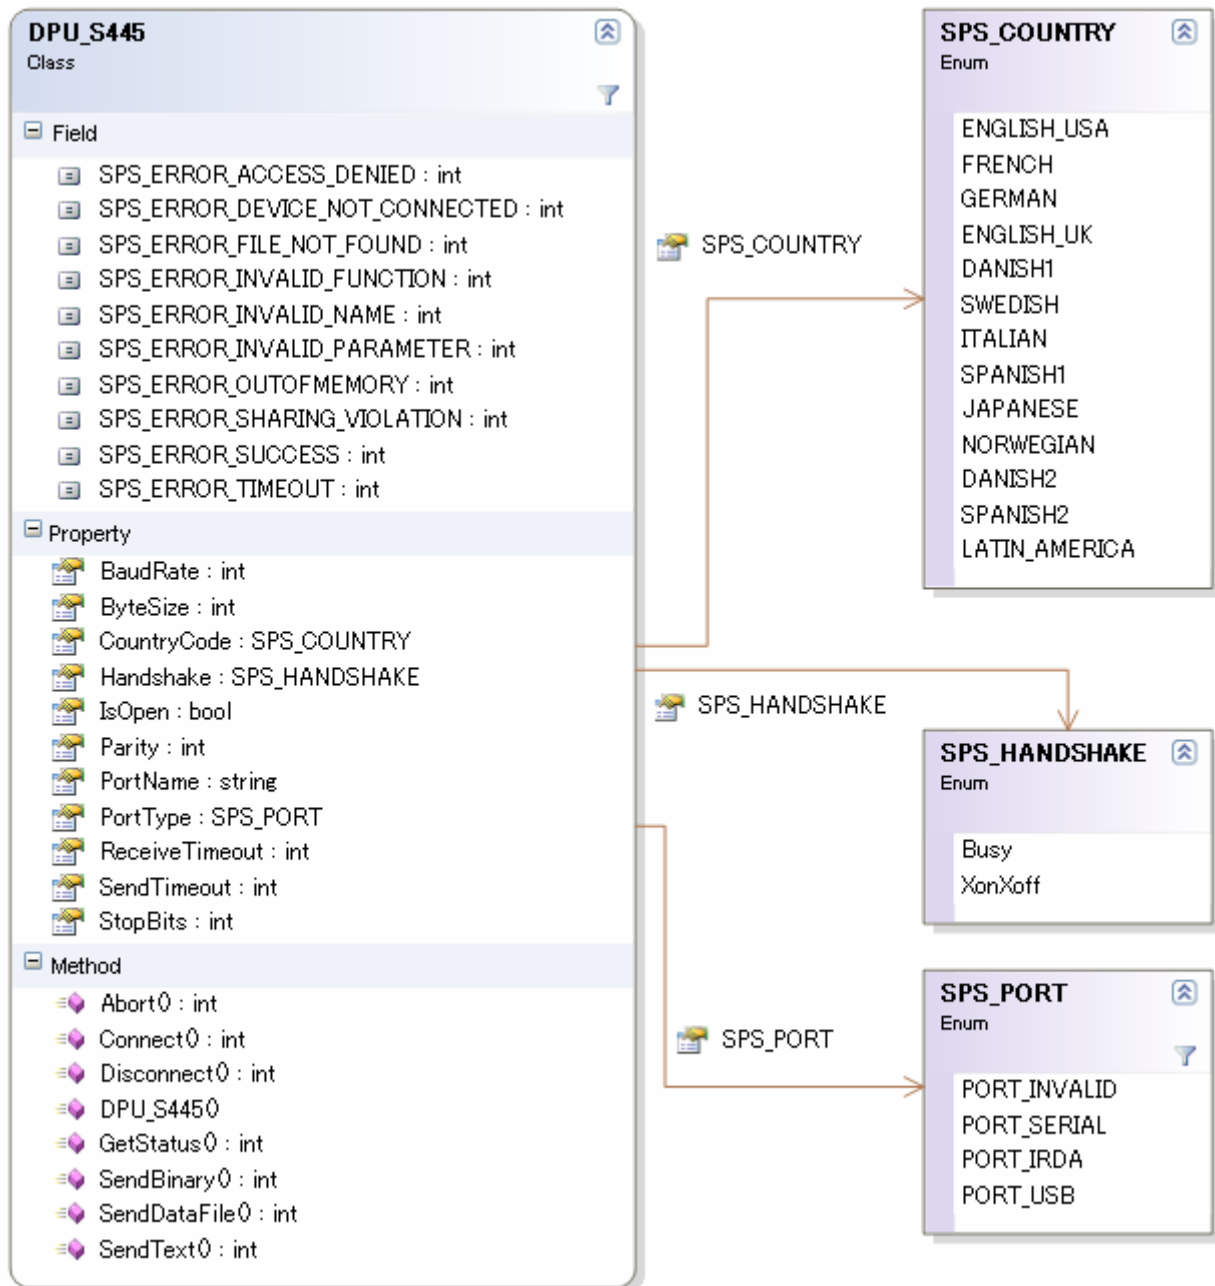 DPU_S445
Class
Field
SPS_ERROR_ACCESS_DENIED : int
SPS_ERROR_DEVICE_NOT_CONNECTED : int
SPS_ERROR_FILE_NOT_FOUND : int
SPS_ERROR_INVALID_FUNCTION : int
SPS_ERROR_INVALID_NAME : int
SPS_ERROR_INVALID_PARAMETER : int
SPS_ERROR_OUTOFMEMORY : int
SPS_ERROR_SHARING_VIOLATION : int
SPS_ERROR_SUCCESS : int
SPS_ERROR_TIMEOUT : int
Property
BaudRate : int
ByteSize : int
CountryCode : SPS_COUNTRY
Handshake : SPS_HANDSHAKE
IsOpen : bool
Parity : int
PortName : string
PortType : SPS_PORT
ReceiveTimeout : int
SendTimeout : int
StopBits : int
Method
Abort() : int
Connect() : int
Disconnect() : int
DPU_S445()
GetStatus() : int
SendBinary() : int
SendDataFile() : int
SendText() : int
SPS_COUNTRY
SPS_HANDSHAKE
SPS_PORT
SPS_COUNTRY
Enum
ENGLISH_USA
FRENCH
GERMAN
ENGLISH_UK
DANISH1
SWEDISH
ITALIAN
SPANISH1
JAPANESE
NORWEGIAN
DANISH2
SPANISH2
LATIN_AMERICA
SPS_HANDSHAKE
Enum
Busy
XonXoff
SPS_PORT
Enum
PORT_INVALID
PORT_SERIAL
PORT_IRDA
PORT_USB